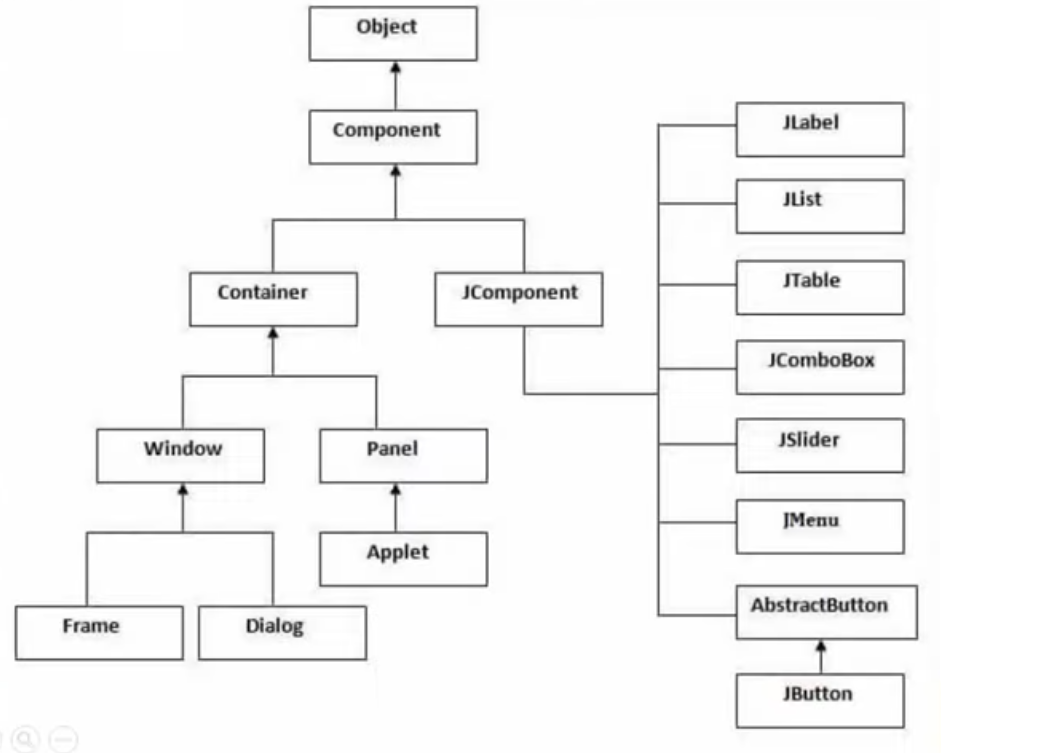 Object
Component
Container
JComponent
Window
Panel
Applet
Frame
Dialog
JLabel
JList
JTable
JComboBox
JSlider
JMenu
AbstractButton
JButton